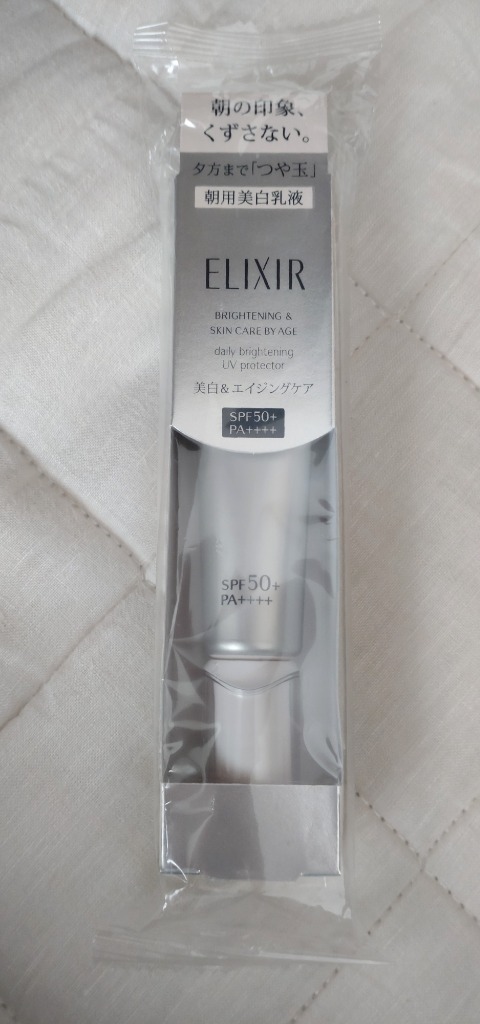 朝の印象、
くずさない。
夕方まで「つや玉」
朝用美白乳液
ELIXIR
BRIGHTENING &
SKIN CARE BY AGE
daily brightening
UV protector
美白&エイジングケア
SPF50+
PA++++
SPF50+
PA++++